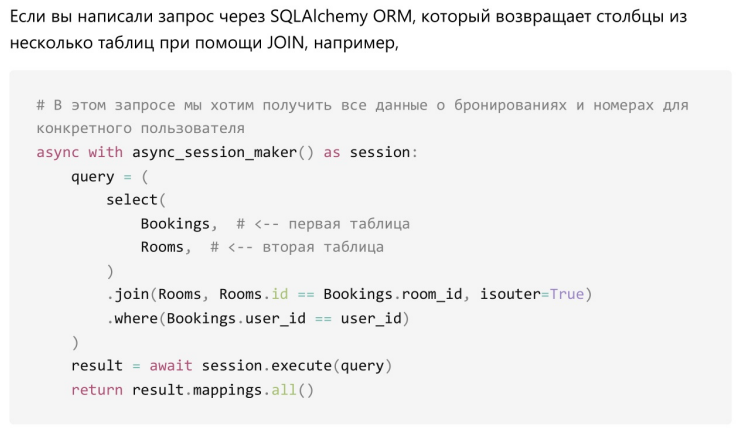 Если вы написали запрос через SQLAlchemy ORM, который возвращает столбцы из
несколько таблиц при помощи JOIN, например,
# В этом запросе мы хотим получить все данные о бронированиях и номерах для
конкретного пользователя
async with async_session_maker() as session:
    query = (
        select(
            Bookings,  # <-- первая таблица
            Rooms,  # <-- вторая таблица
        )
        .join(Rooms, Rooms.id == Bookings.room_id, isouter=True)
        .where(Bookings.user_id == user_id)
    )
    result = await session.execute(query)
    return result.mappings.all()